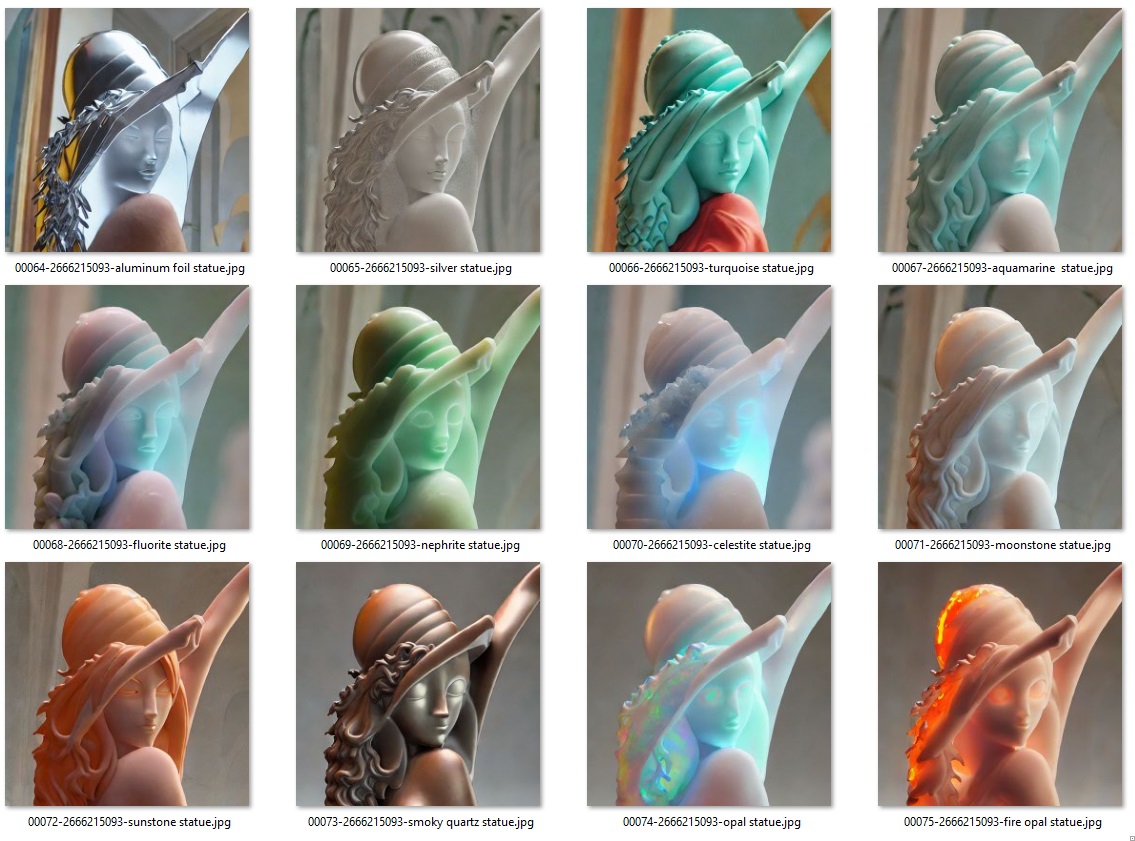 00064-2666215093-aluminum foil statue.jpg
00065-2666215093-silver statue.jpg
00066-2666215093-turquoise statue.jpg
00067-2666215093-aquamarine  statue.jpg
00068-2666215093-fluorite statue.jpg
00069-2666215093-nephrite statue.jpg
00070-2666215093-celestite statue.jpg
00071-2666215093-moonstone statue.jpg
00072-2666215093-sunstone statue.jpg
00073-2666215093-smoky quartz statue.jpg
00074-2666215093-opal statue.jpg
00075-2666215093-fire opal statue.jpg